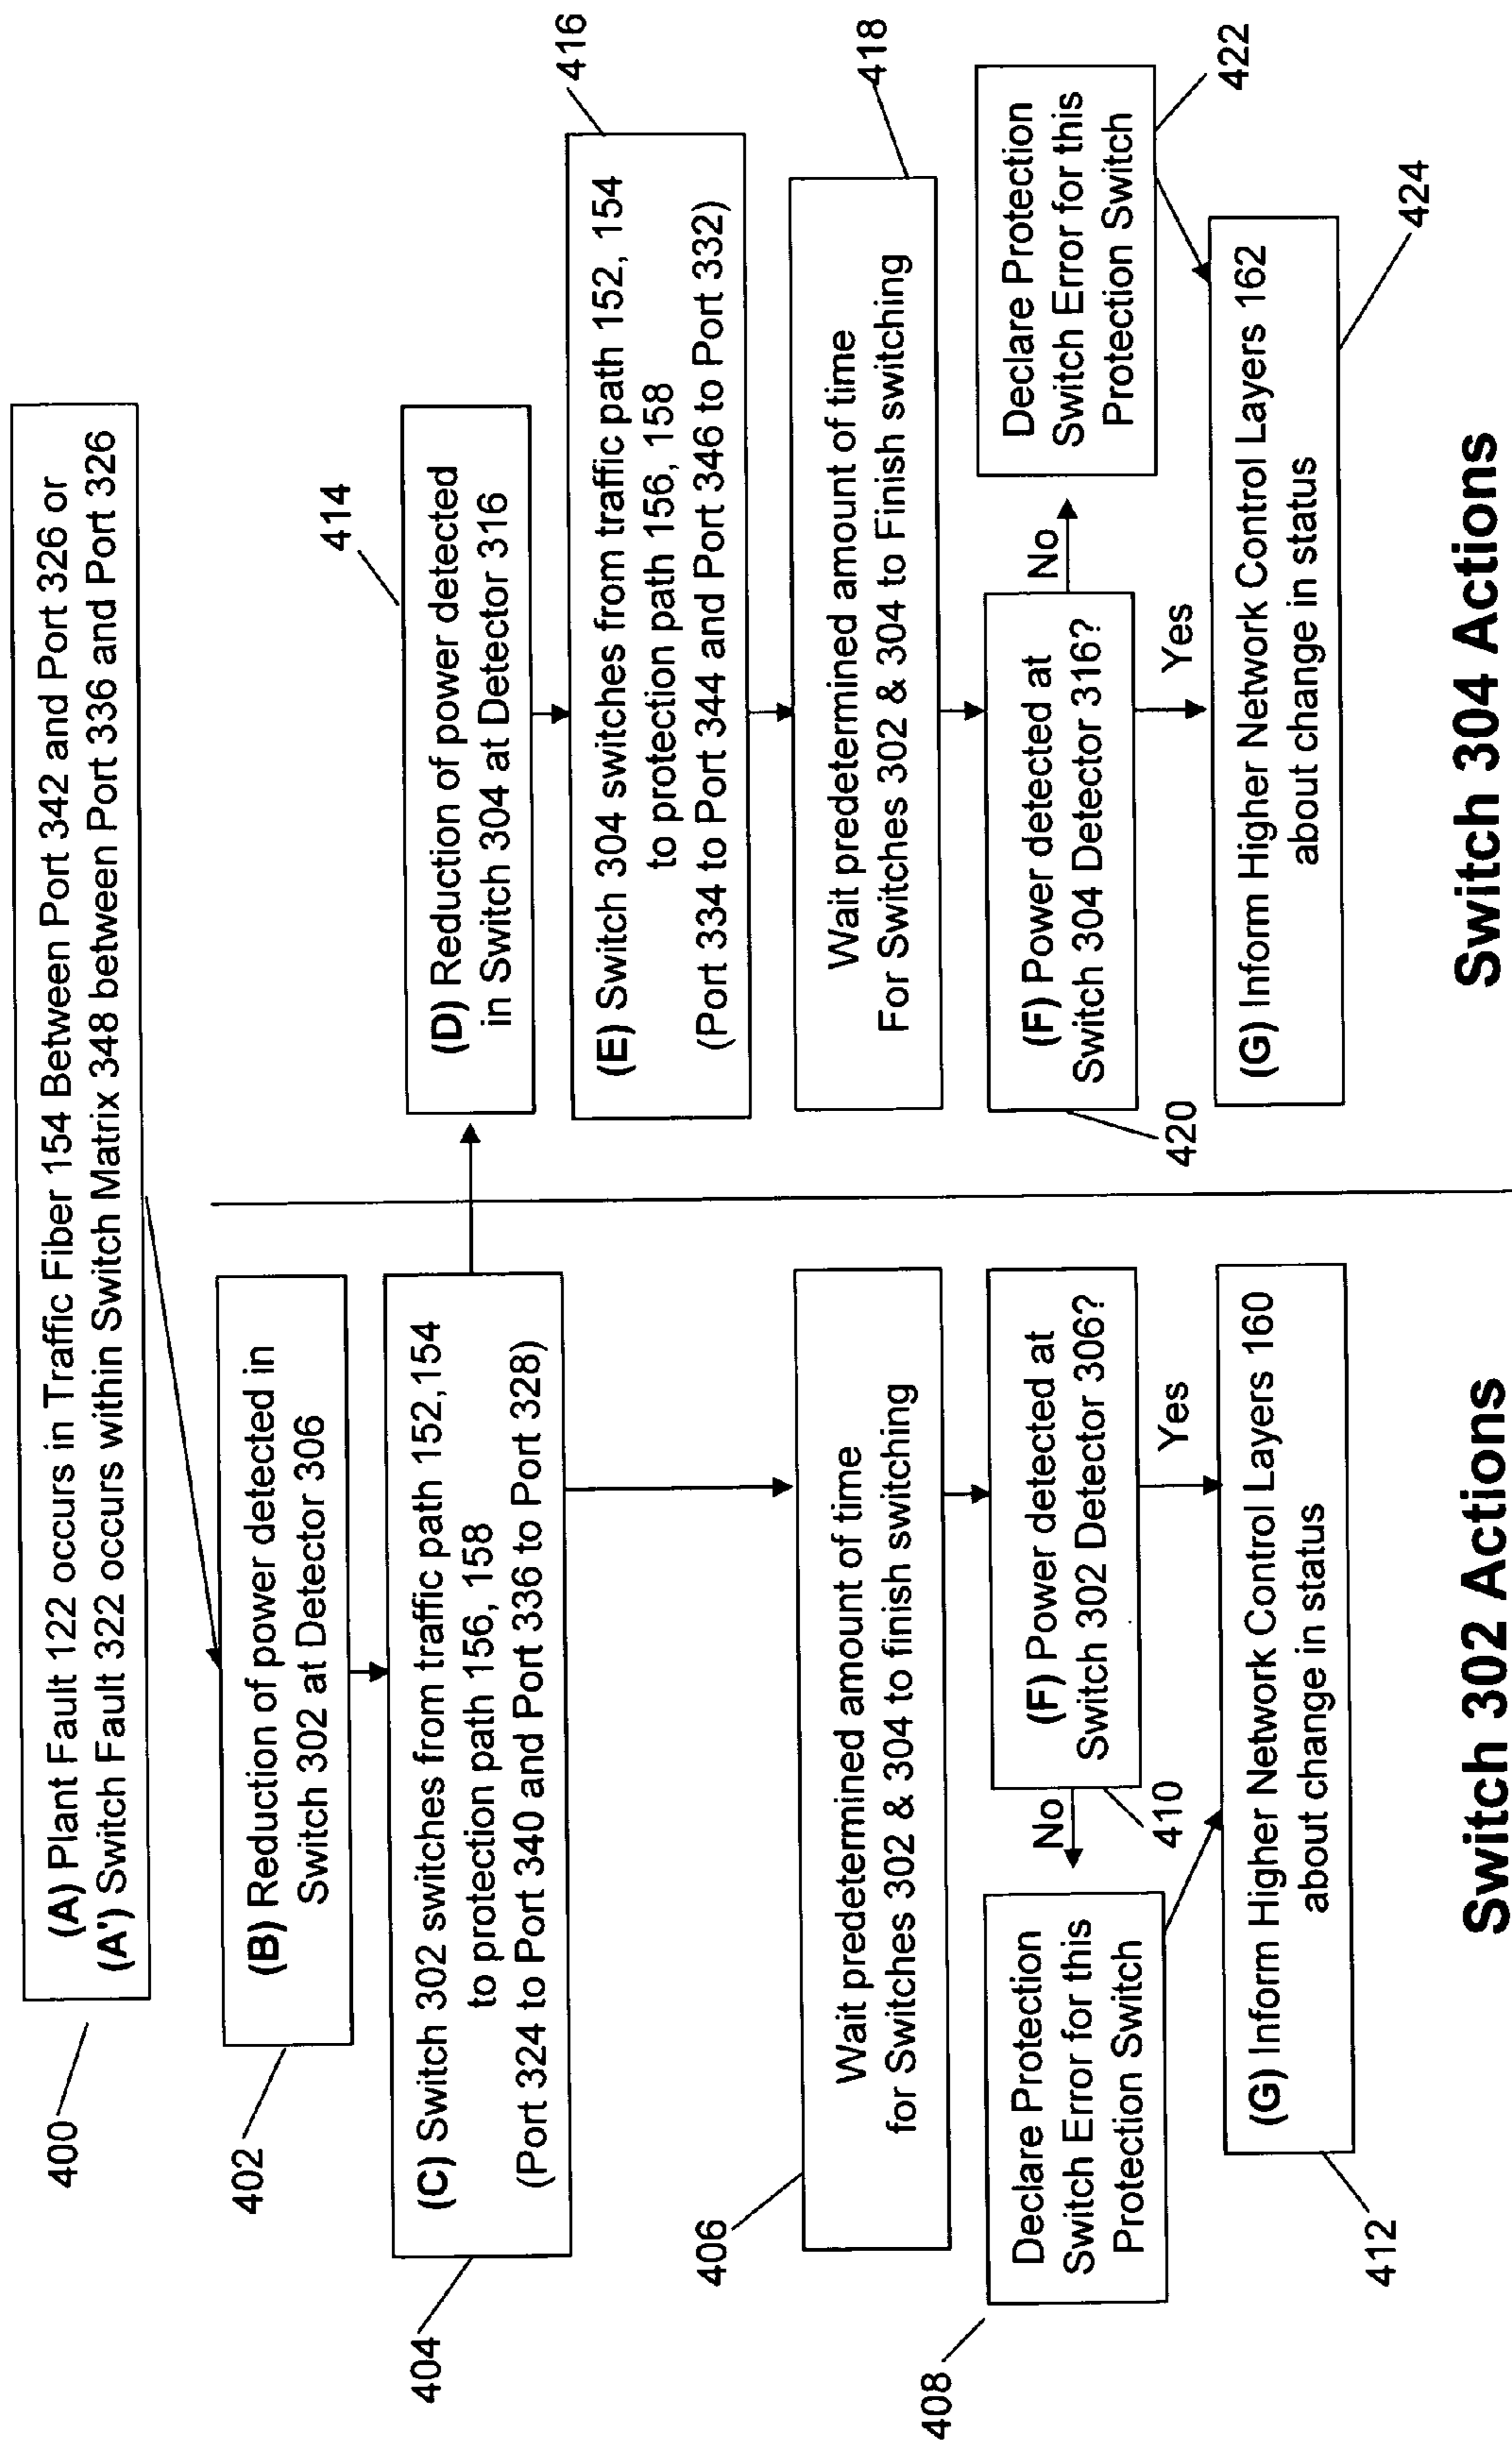 400
(A) Plant Fault 122 occurs in Traffic Fiber 154 Between Port 342 and Port 326 or
(A') Switch Fault 322 occurs within Switch Matrix 348 between Port 336 and Port 326
402
(B) Reduction of power detected in
Switch 302 at Detector 306
404
(C) Switch 302 switches from traffic path 152,154
to protection path 156, 158
(Port 324 to Port 340 and Port 336 to Port 328)
406
Wait predetermined amount of time
for Switches 302 & 304 to finish switching
408
Declare Protection
Switch Error for this
Protection Switch
No
410
(F) Power detected at
Switch 302 Detector 306?
Yes
412
(G) Inform Higher Network Control Layers 160
about change in status
Switch 302 Actions
414
(D) Reduction of power detected
in Switch 304 at Detector 316
416
(E) Switch 304 switches from traffic path 152, 154
to protection path 156, 158
(Port 334 to Port 344 and Port 346 to Port 332)
418
Wait predetermined amount of time
For Switches 302 & 304 to Finish switching
420
(F) Power detected at
Switch 304 Detector 316?
No
Yes
Declare Protection
Switch Error for this
Protection Switch
422
(G) Inform Higher Network Control Layers 162
about change in status
424
Switch 304 Actions